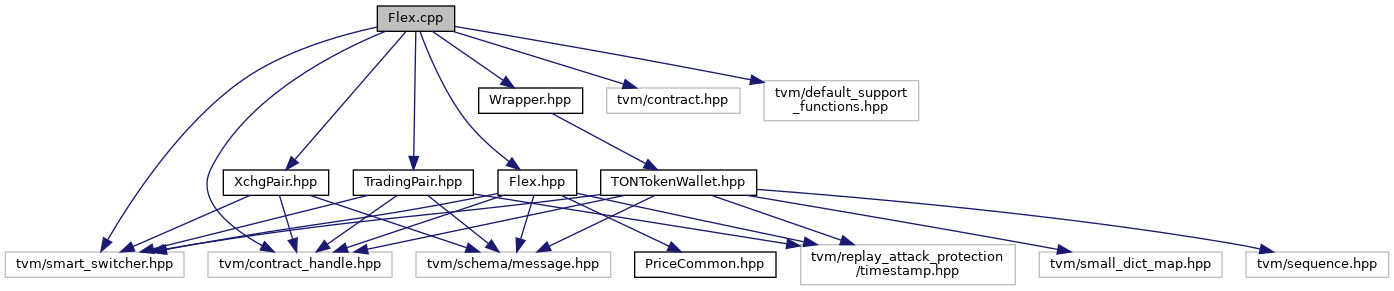 Flex.cpp
Wrapper.hpp
tvm/contract.hpp
tvm/default_support
_functions.hpp
XchgPair.hpp
TradingPair.hpp
Flex.hpp
TONTokenWallet.hpp
tvm/smart_switcher.hpp
tvm/contract_handle.hpp
tvm/schema/message.hpp
PriceCommon.hpp
tvm/replay_attack_protection
/timestamp.hpp
tvm/small_dict_map.hpp
tvm/sequence.hpp